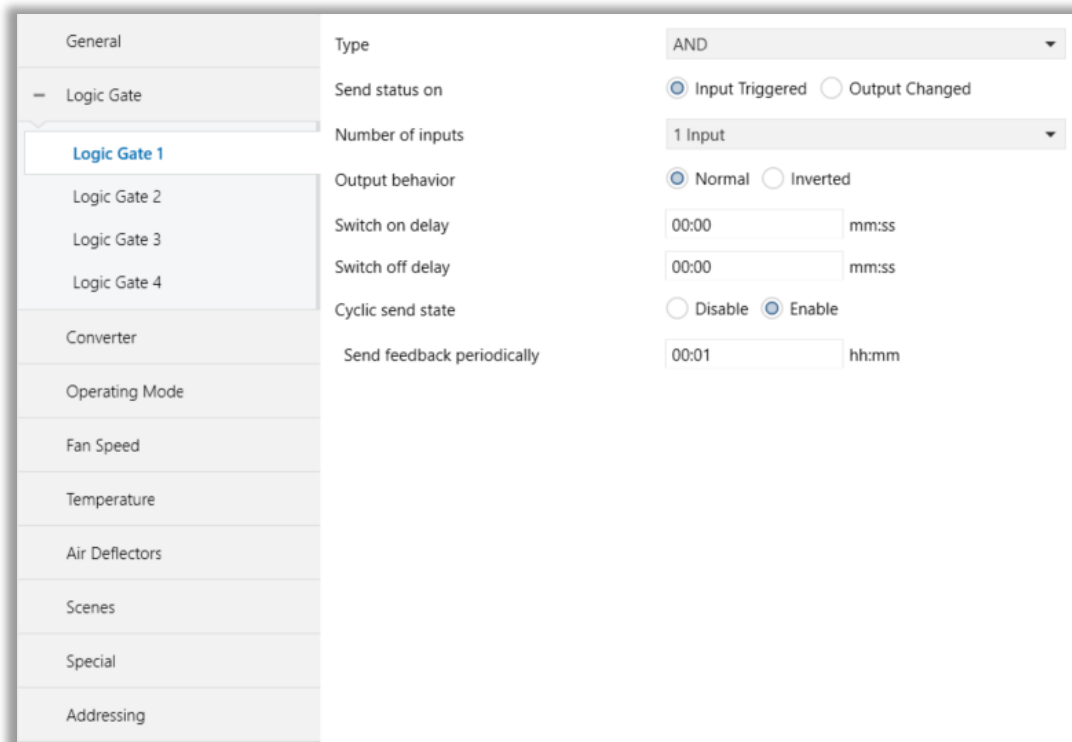 General
Logic Gate
Logic Gate 1
Logic Gate 2
Logic Gate 3
Logic Gate 4
Converter
Operating Mode
Fan Speed
Temperature
Air Deflectors
Scenes
Special
Addressing
Type AND
Send status on Input Triggered Output Changed
Number of inputs 1 Input
Output behavior Normal Inverted
Switch on delay 00:00 mm:ss
Switch off delay 00:00 mm:ss
Cyclic send state Disable Enable
Send feedback periodically 00:01 hh:mm